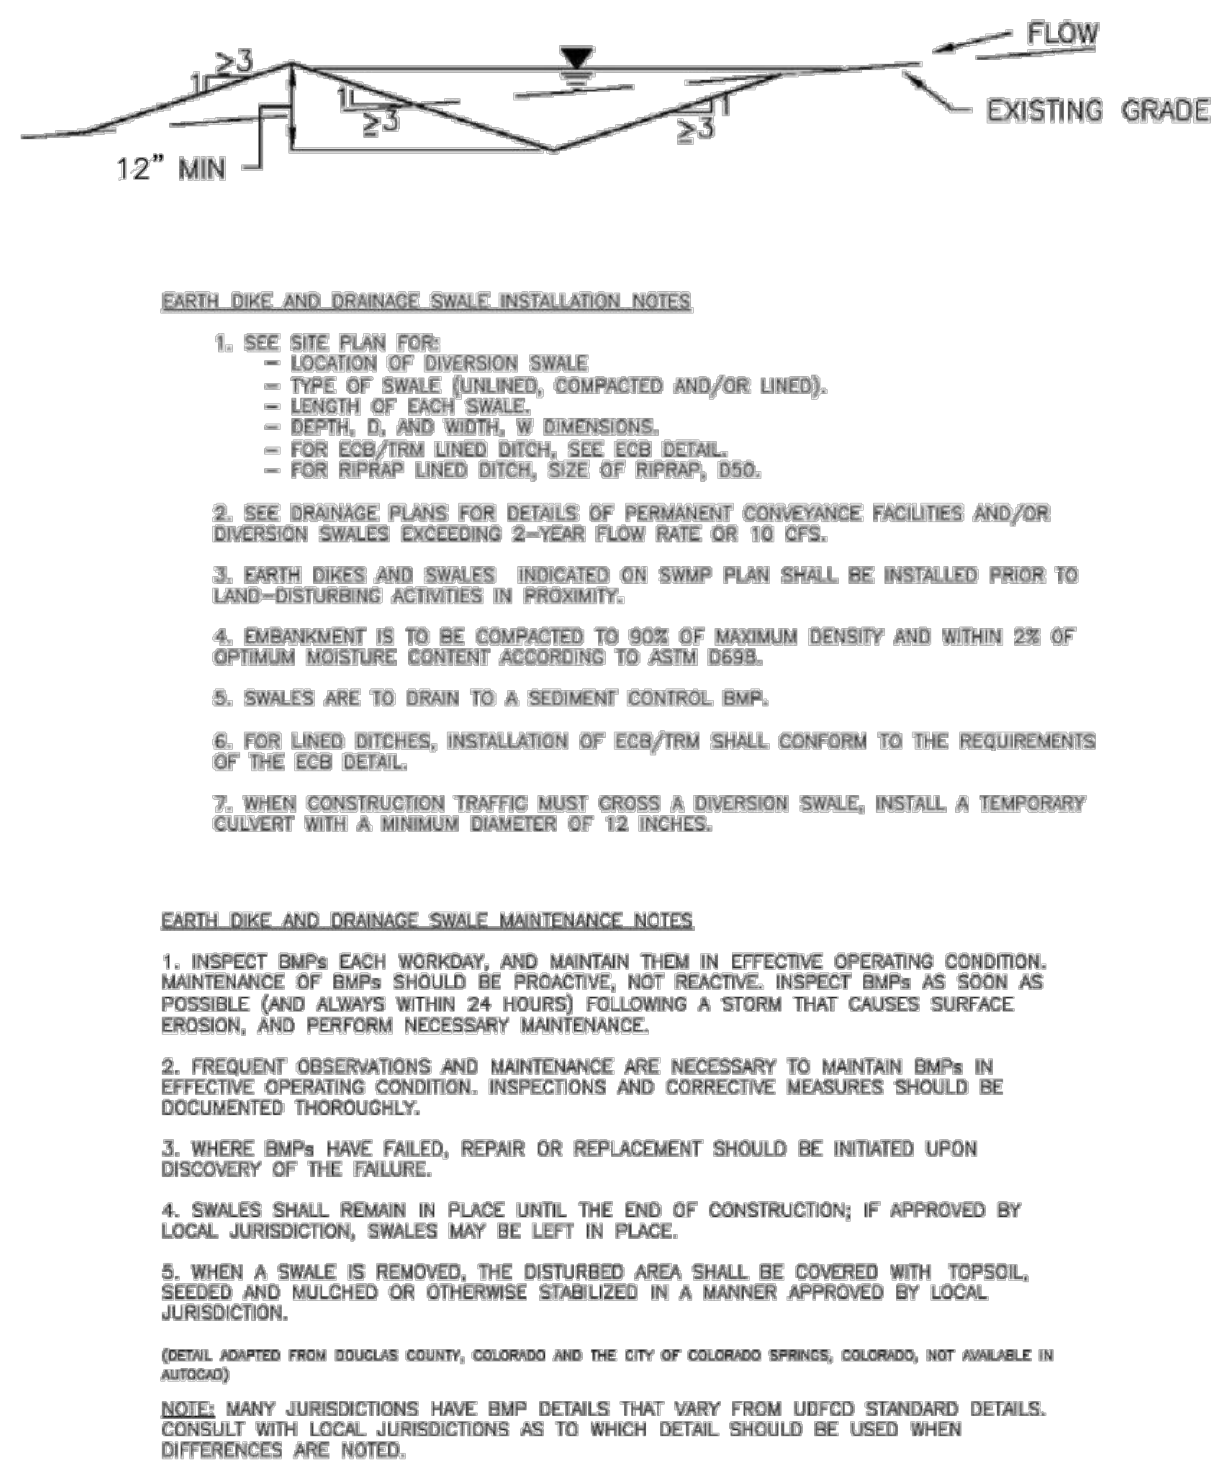 FLOW
≥3
1
1
1
≥3
≥3
EXISTING GRADE
12" MIN
EARTH DIKE AND DRAINAGE SWALE INSTALLATION NOTES
1. SEE SITE PLAN FOR:
– LOCATION OF DIVERSION SWALE
– TYPE OF SWALE (UNLINED, COMPACTED AND/OR LINED).
– LENGTH OF EACH SWALE.
– DEPTH, D, AND WIDTH, W DIMENSIONS.
– FOR ECB/TRM LINED DITCH, SEE ECB DETAIL.
– FOR RIPRAP LINED DITCH, SIZE OF RIPRAP, D50.
2. SEE DRAINAGE PLANS FOR DETAILS OF PERMANENT CONVEYANCE FACILITIES AND/OR
DIVERSION SWALES EXCEEDING 2-YEAR FLOW RATE OR 10 CFS.
3. EARTH DIKES AND SWALES INDICATED ON SWMP PLAN SHALL BE INSTALLED PRIOR TO
LAND-DISTURBING ACTIVITIES IN PROXIMITY.
4. EMBANKMENT IS TO BE COMPACTED TO 90% OF MAXIMUM DENSITY AND WITHIN 2% OF
OPTIMUM MOISTURE CONTENT ACCORDING TO ASTM D698.
5. SWALES ARE TO DRAIN TO A SEDIMENT CONTROL BMP.
6. FOR LINED DITCHES, INSTALLATION OF ECB/TRM SHALL CONFORM TO THE REQUIREMENTS
OF THE ECB DETAIL.
7. WHEN CONSTRUCTION TRAFFIC MUST CROSS A DIVERSION SWALE, INSTALL A TEMPORARY
CULVERT WITH A MINIMUM DIAMETER OF 12 INCHES.
EARTH DIKE AND DRAINAGE SWALE MAINTENANCE NOTES
1. INSPECT BMPs EACH WORKDAY, AND MAINTAIN THEM IN EFFECTIVE OPERATING CONDITION.
MAINTENANCE OF BMPs SHOULD BE PROACTIVE, NOT REACTIVE. INSPECT BMPs AS SOON AS
POSSIBLE (AND ALWAYS WITHIN 24 HOURS) FOLLOWING A STORM THAT CAUSES SURFACE
EROSION, AND PERFORM NECESSARY MAINTENANCE.
2. FREQUENT OBSERVATIONS AND MAINTENANCE ARE NECESSARY TO MAINTAIN BMPs IN
EFFECTIVE OPERATING CONDITION. INSPECTIONS AND CORRECTIVE MEASURES SHOULD BE
DOCUMENTED THOROUGHLY.
3. WHERE BMPs HAVE FAILED, REPAIR OR REPLACEMENT SHOULD BE INITIATED UPON
DISCOVERY OF THE FAILURE.
4. SWALES SHALL REMAIN IN PLACE UNTIL THE END OF CONSTRUCTION; IF APPROVED BY
LOCAL JURISDICTION, SWALES MAY BE LEFT IN PLACE.
5. WHEN A SWALE IS REMOVED, THE DISTURBED AREA SHALL BE COVERED WITH TOPSOIL,
SEEDED AND MULCHED OR OTHERWISE STABILIZED IN A MANNER APPROVED BY LOCAL
JURISDICTION.
(DETAIL ADAPTED FROM DOUGLAS COUNTY, COLORADO AND THE CITY OF COLORADO SPRINGS, COLORADO, NOT AVAILABLE IN
AUTOCAD)
NOTE: MANY JURISDICTIONS HAVE BMP DETAILS THAT VARY FROM UDFCD STANDARD DETAILS.
CONSULT WITH LOCAL JURISDICTIONS AS TO WHICH DETAIL SHOULD BE USED WHEN
DIFFERENCES ARE NOTED.